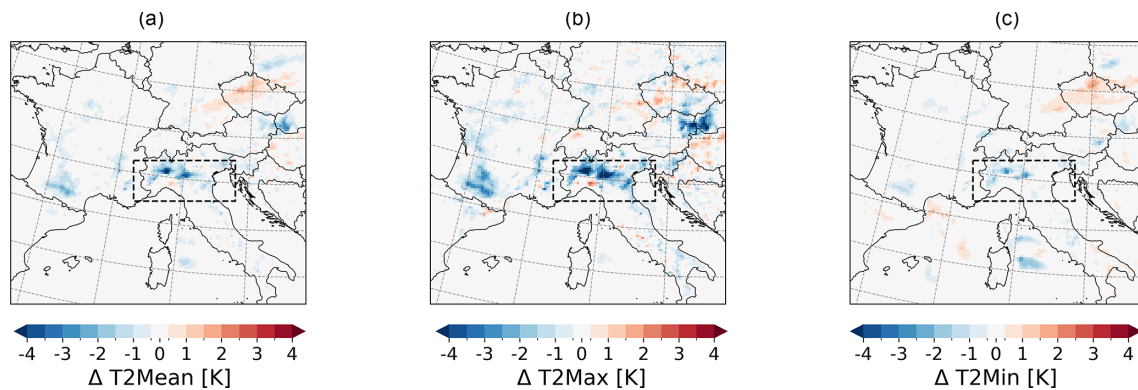 (a)
(b)
(c)
-4 -3 -2 -1 0 1 2 3 4
-4 -3 -2 -1 0 1 2 3 4
-4 -3 -2 -1 0 1 2 3 4
Δ T2Mean [K]
Δ T2Max [K]
Δ T2Min [K]